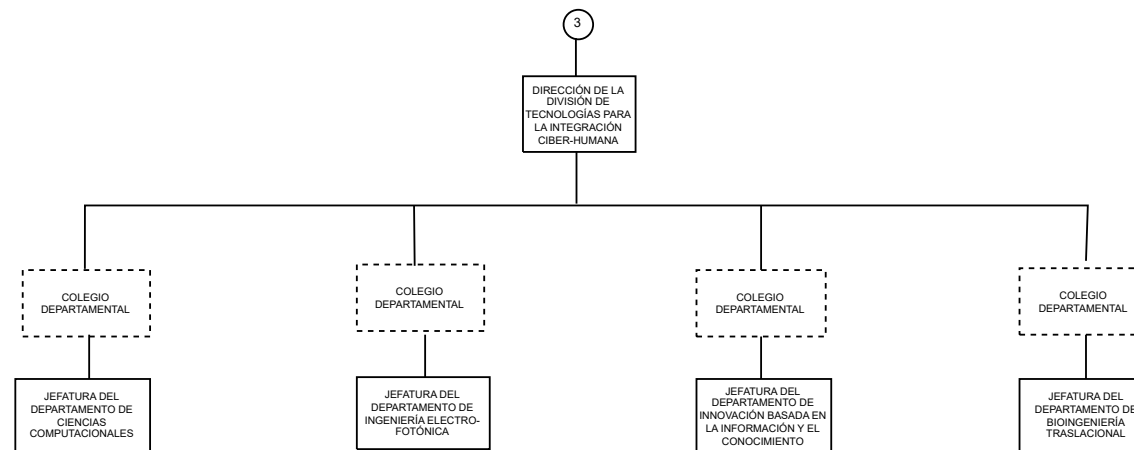 3
DIRECCIÓN DE LA
DIVISIÓN DE
TECNOLOGÍAS PARA
LA INTEGRACIÓN
CIBER-HUMANA
COLEGIO
DEPARTAMENTAL
COLEGIO
DEPARTAMENTAL
COLEGIO
DEPARTAMENTAL
COLEGIO
DEPARTAMENTAL
JEFATURA DEL
DEPARTAMENTO DE
CIENCIAS
COMPUTACIONALES
JEFATURA DEL
DEPARTAMENTO DE
INGENIERÍA ELECTRO-
FOTÓNICA
JEFATURA DEL
DEPARTAMENTO DE
INNOVACIÓN BASADA EN
LA INFORMACIÓN Y EL
CONOCIMIENTO
JEFATURA DEL
DEPARTAMENTO DE
BIOINGENIERÍA
TRASLACIONAL